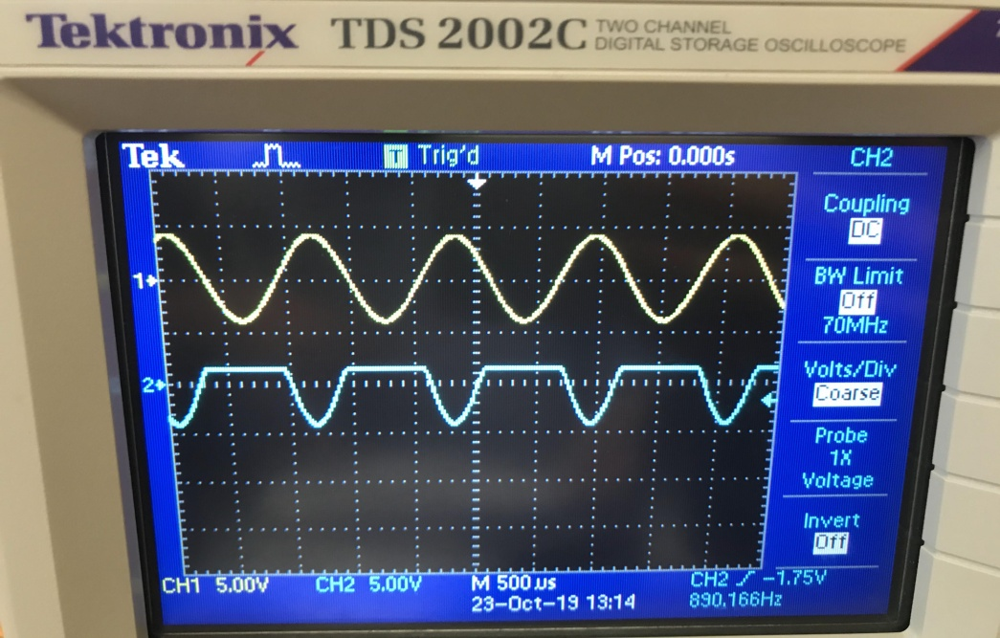 Tektronix TDS 2002C TWO CHANNEL
DIGITAL STORAGE OSCILLOSCOPE
Tek T Trig'd M Pos: 0.000s CH2
Coupling
DC
1
BW Limit
Off
70MHz
2
Volts/Div
Coarse
Probe
1X
Voltage
Invert
Off
CH1 5.00V CH2 5.00V M 500µs CH2 -1.75V
23-Oct-19 13:14 890.166Hz